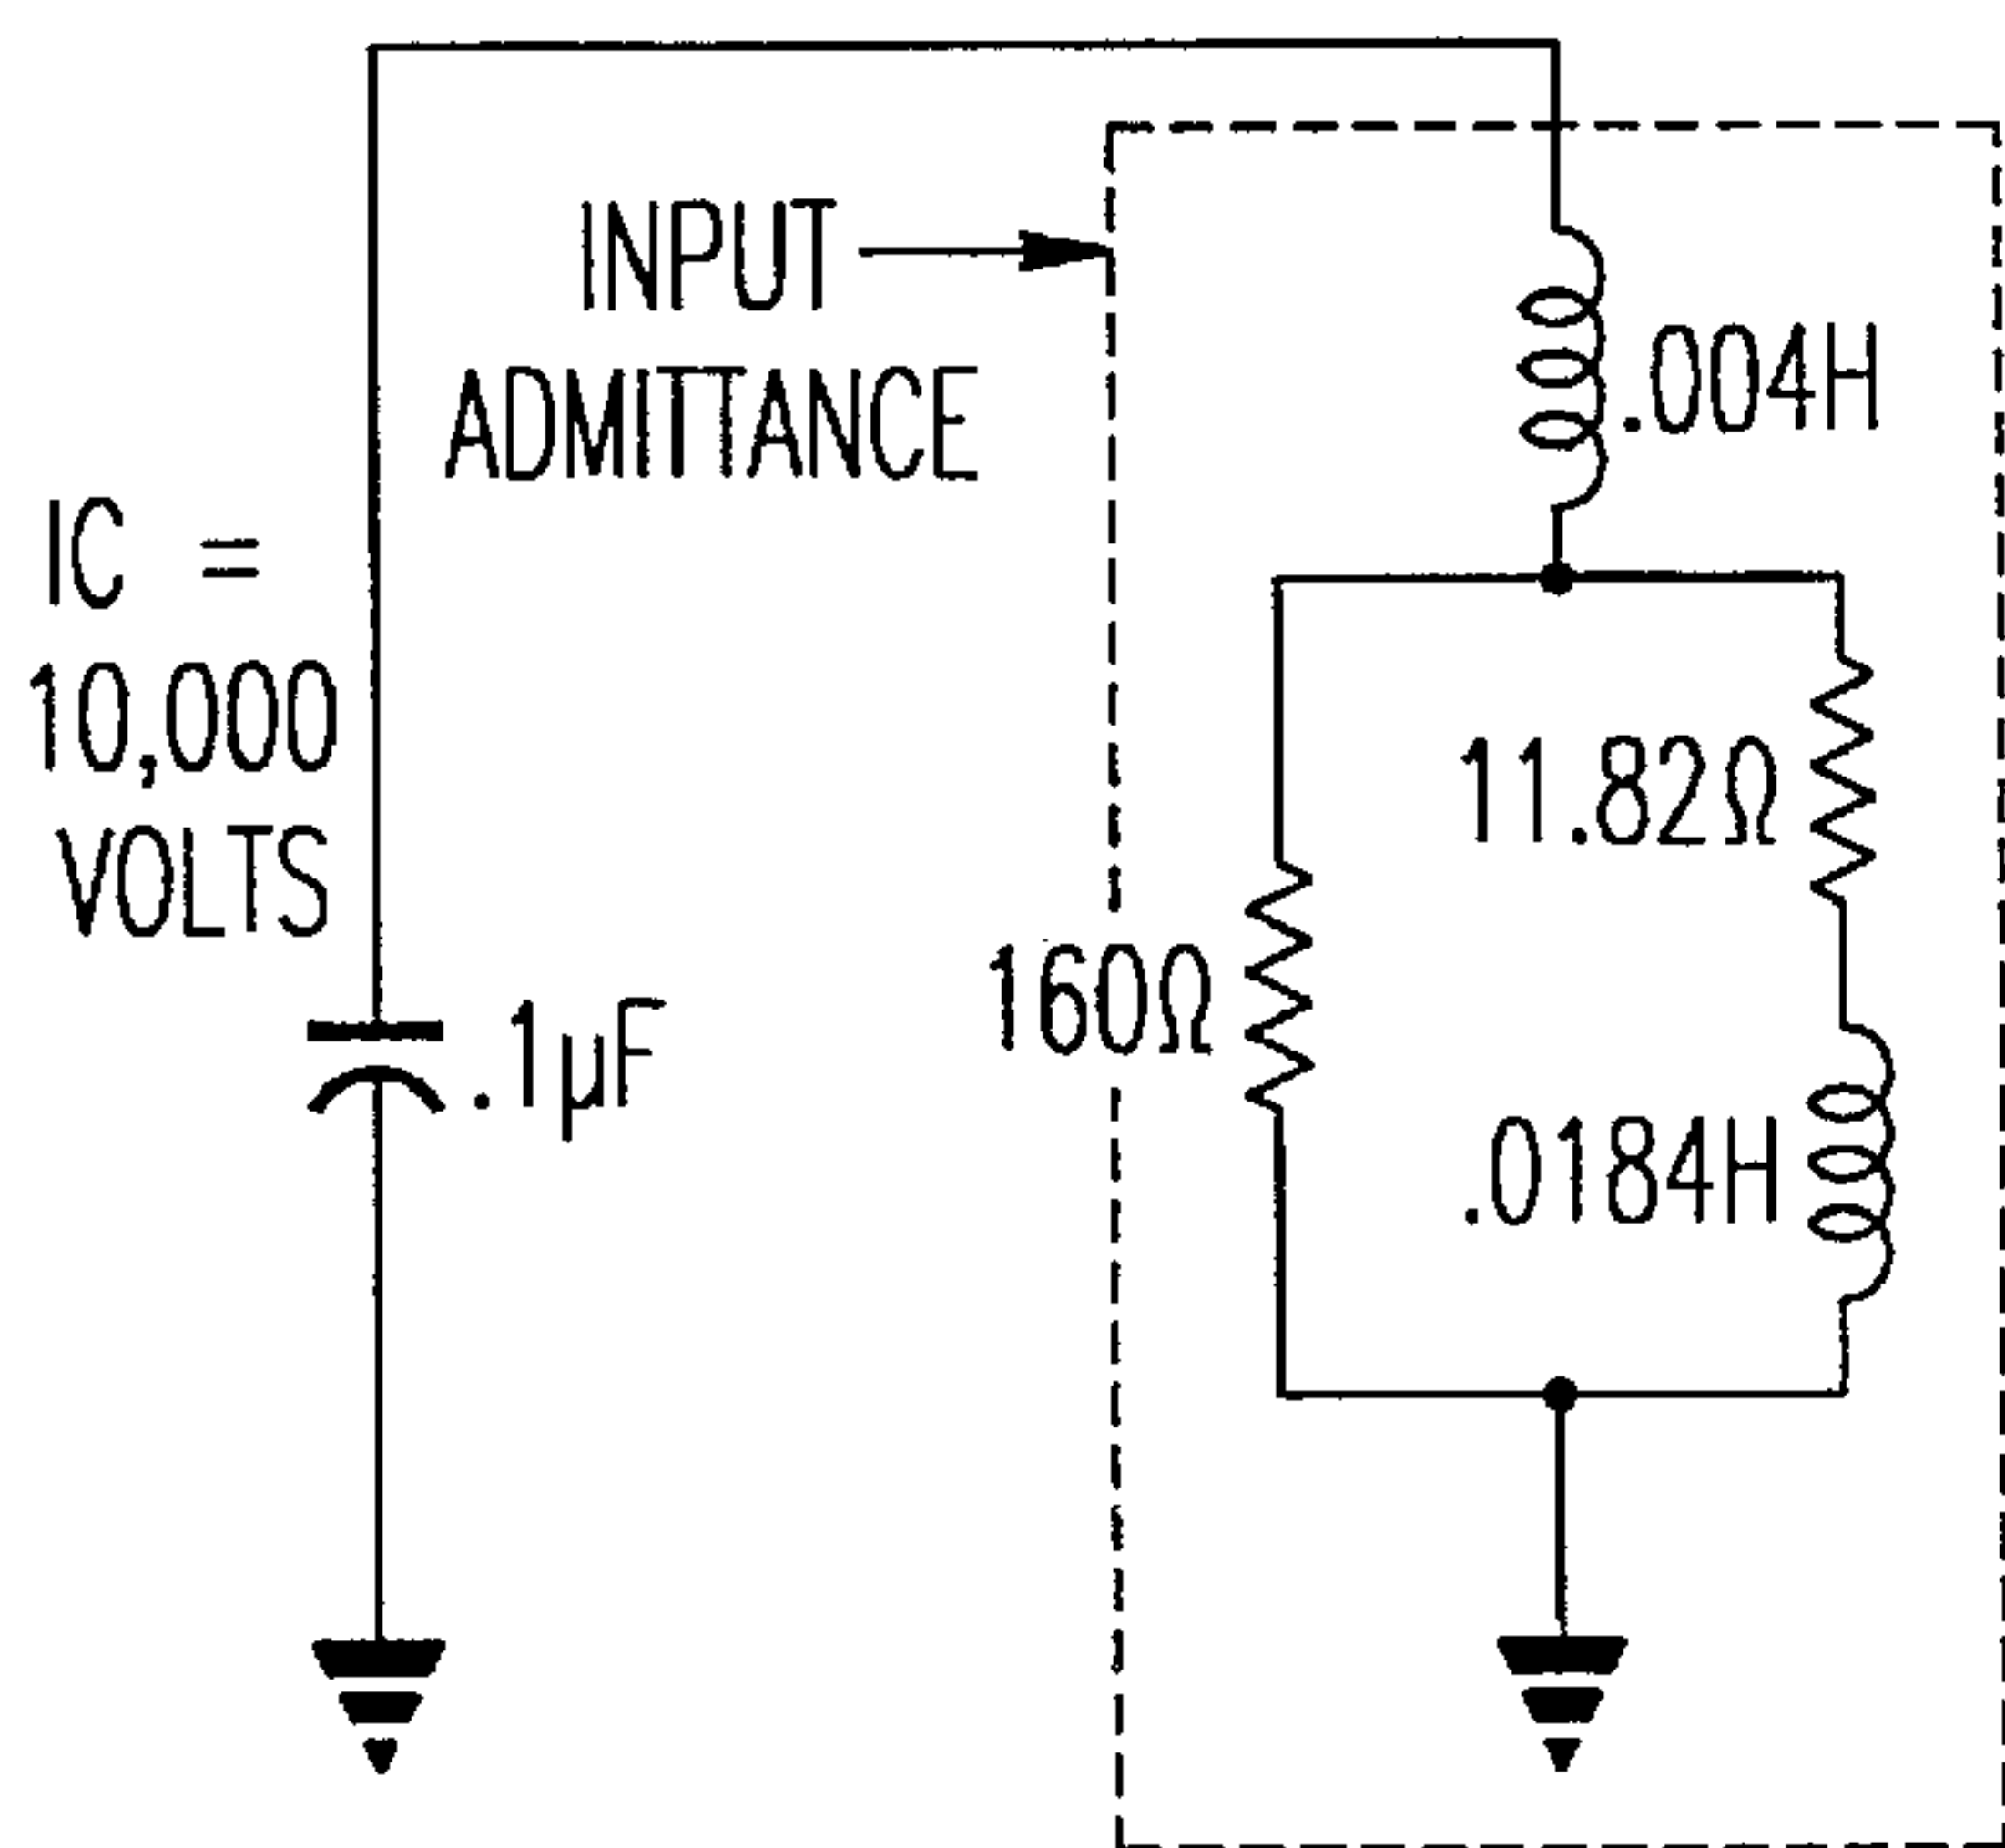 INPUT
ADMITTANCE
.004H
IC =
10,000
VOLTS
11.82Ω
160Ω
.1µF
.0184H